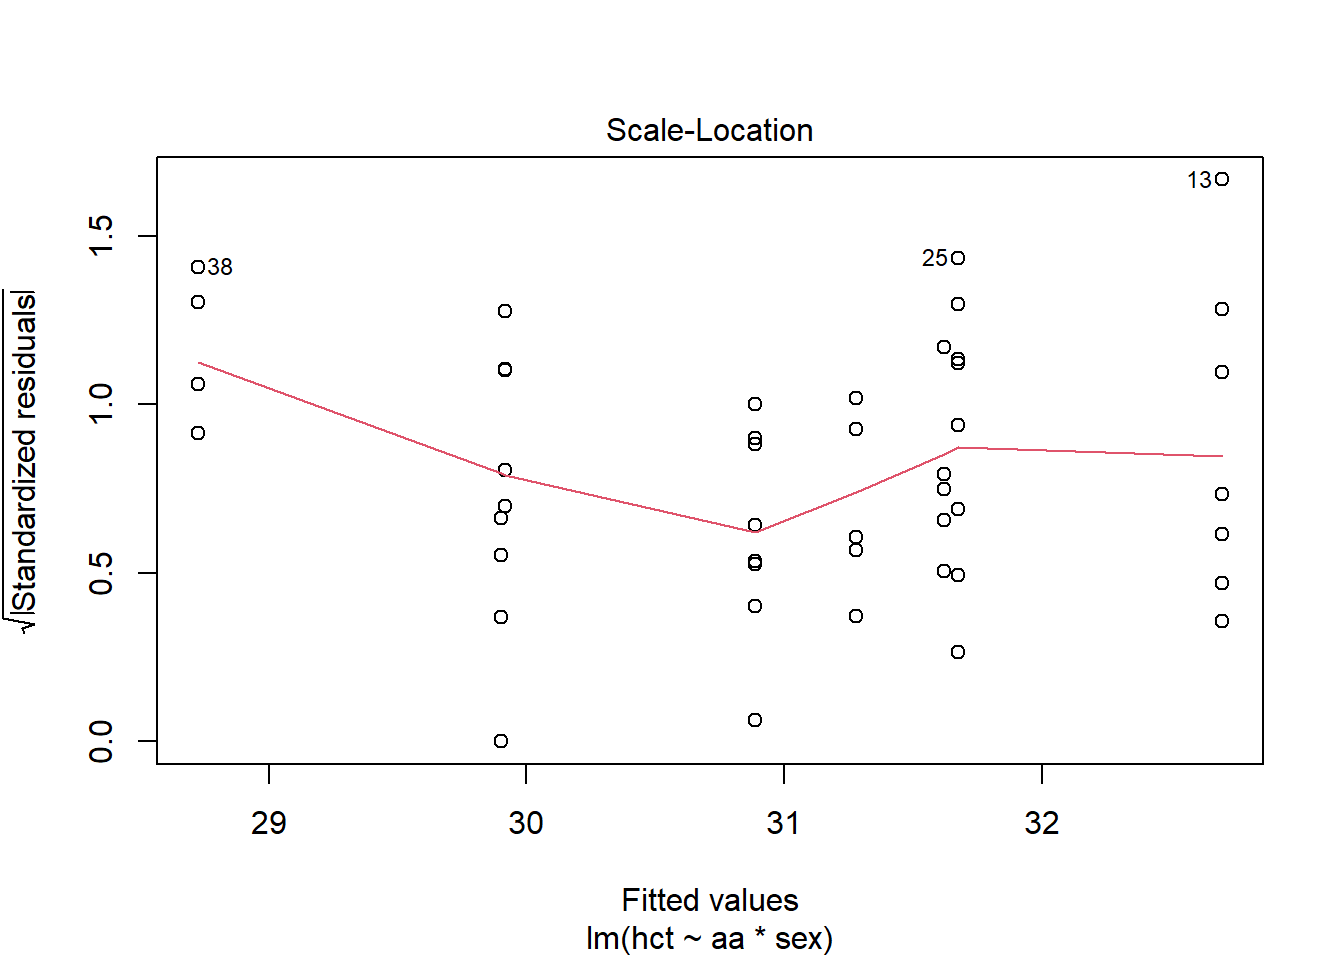 Scale-Location
√|Standardized residuals|
1.5
1.0
0.5
0.0
38
25
13
29 30 31 32
Fitted values
lm(hct ~ aa * sex)